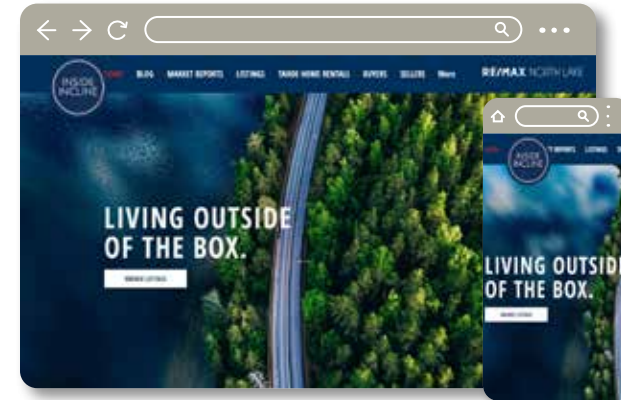 INSIDE
INCLINE
HOME BLOG MARKET REPORTS LISTINGS TAHOE HOME RENTALS BUYERS SELLERS More
RE/MAX NORTH LAKE
LIVING OUTSIDE
OF THE BOX.
BROWSE LISTINGS
INSIDE
INCLINE
REPORTS LISTINGS
LIVING OUTSID
OF THE BOX.